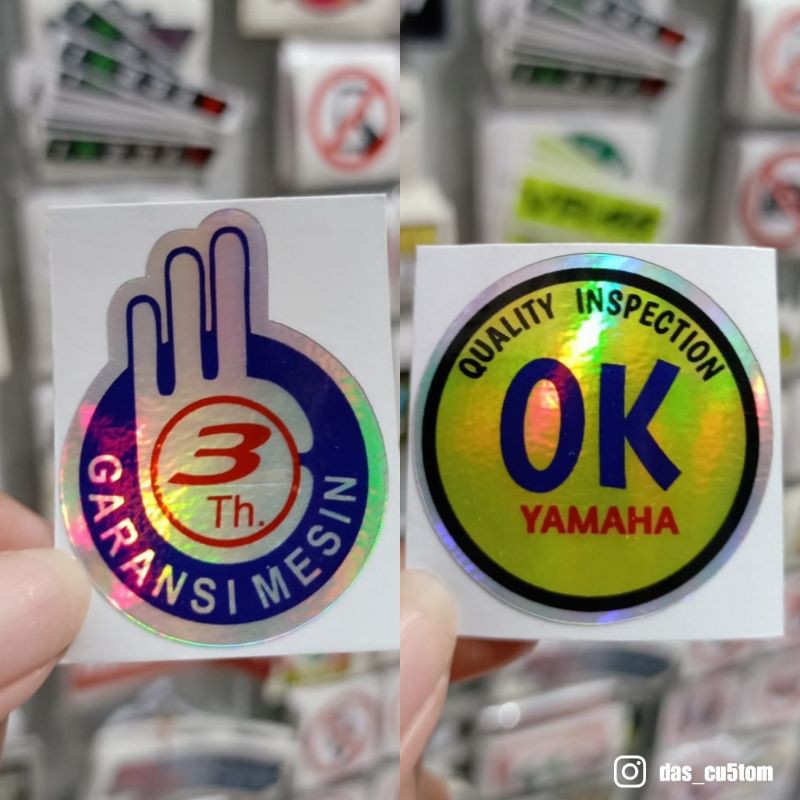 3
Th.
GARANSI MESIN
QUALITY INSPECTION
OK
YAMAHA
das_cu5tom